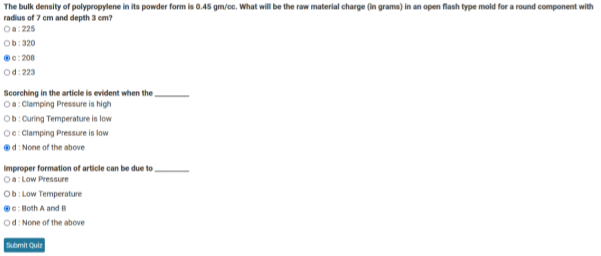 The bulk density of polypropylene in its powder form is 0.45 gm/cc. What will be the raw material charge (in grams) in an open flash type mold for a round component with
radius of 7 cm and depth 3 cm?
a : 225
b : 320
c : 208
d : 223
Scorching in the article is evident when the ________
a : Clamping Pressure is high
b : Curing Temperature is low
c : Clamping Pressure is low
d : None of the above
Improper formation of article can be due to ________
a : Low Pressure
b : Low Temperature
c : Both A and B
d : None of the above
Submit Quiz